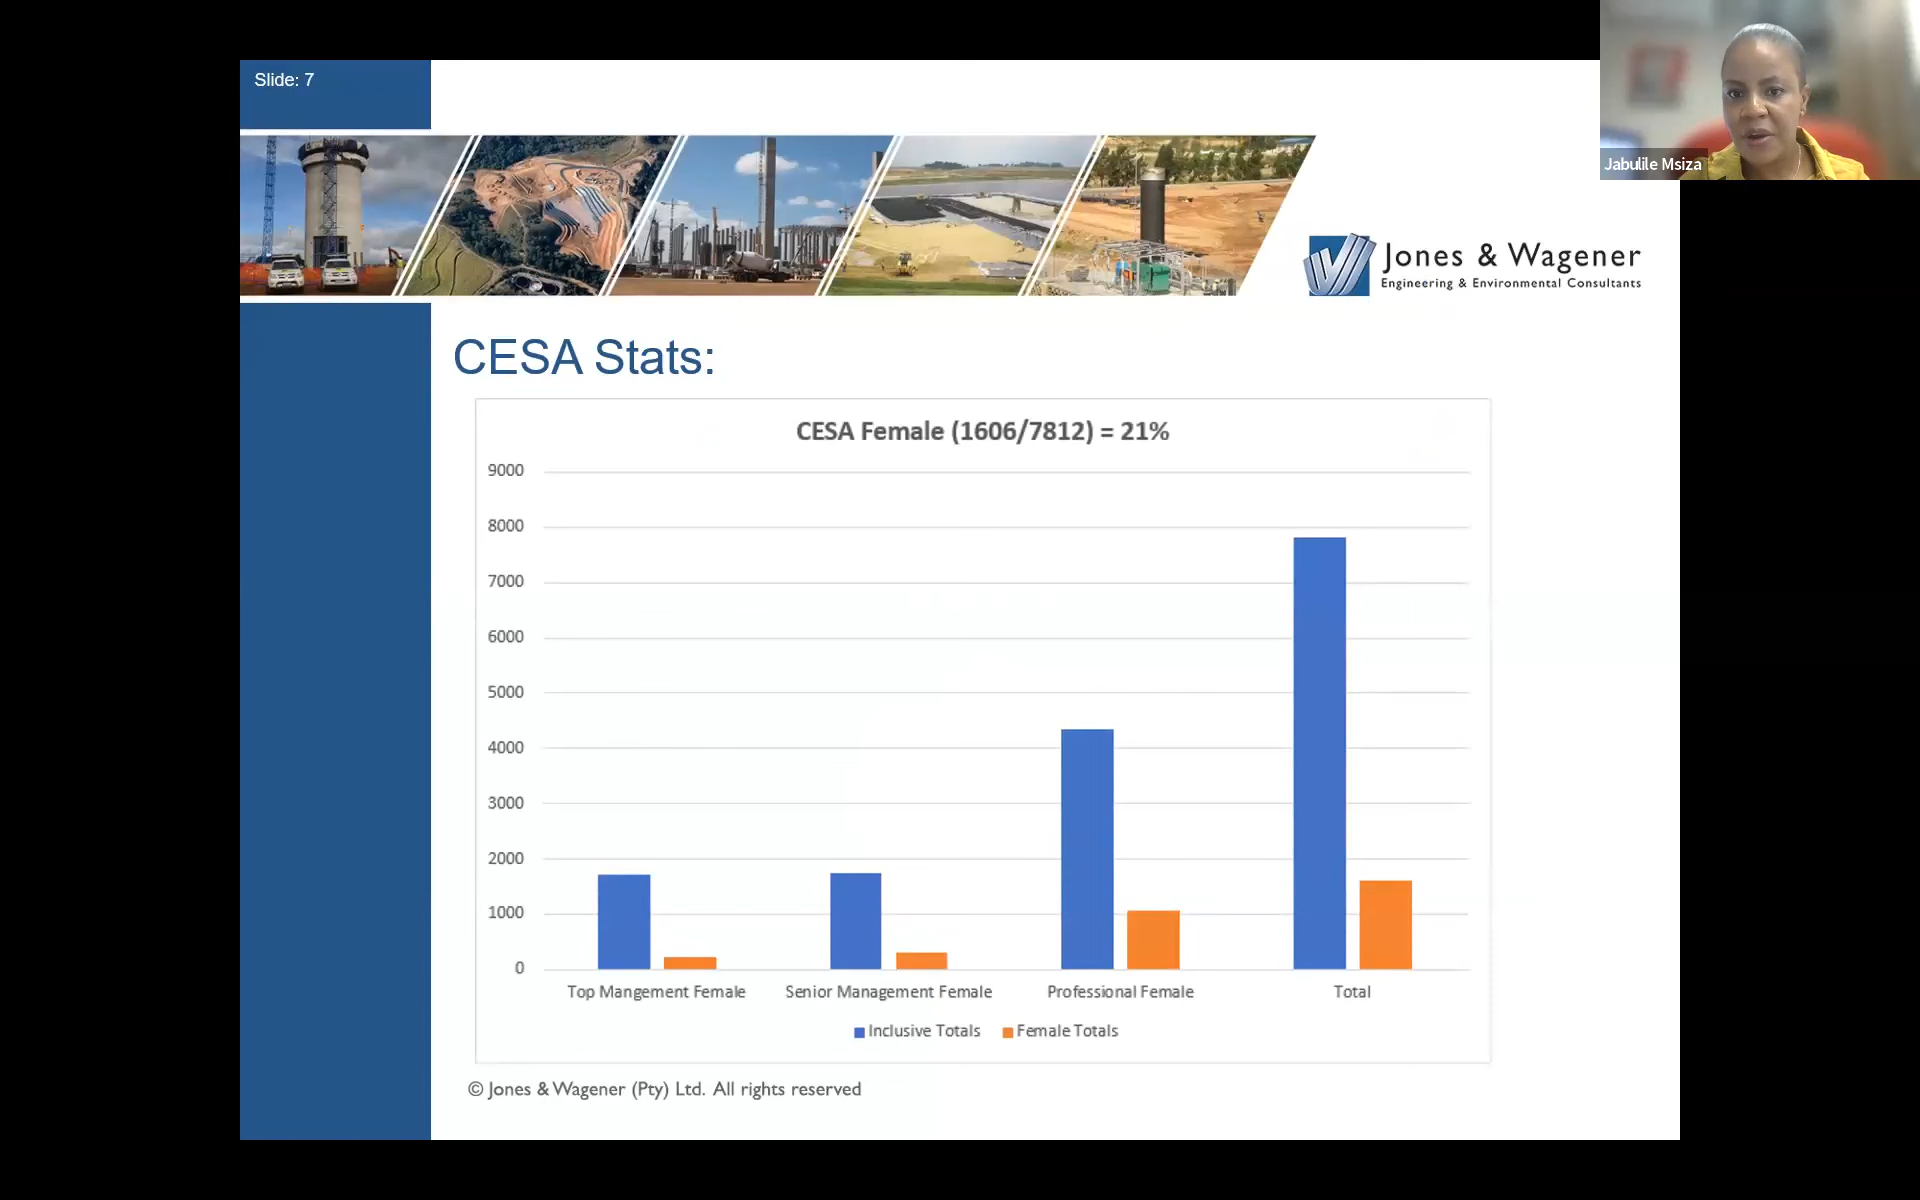 Slide: 7
Jabulile Msiza
Jones & Wagener
Engineering & Environmental Consultants
CESA Stats:
CESA Female (1606/7812) = 21%
9000
8000
7000
6000
5000
4000
3000
2000
1000
0
Top Mangement Female Senior Management Female Professional Female Total
Inclusive Totals Female Totals
© Jones & Wagener (Pty) Ltd. All rights reserved